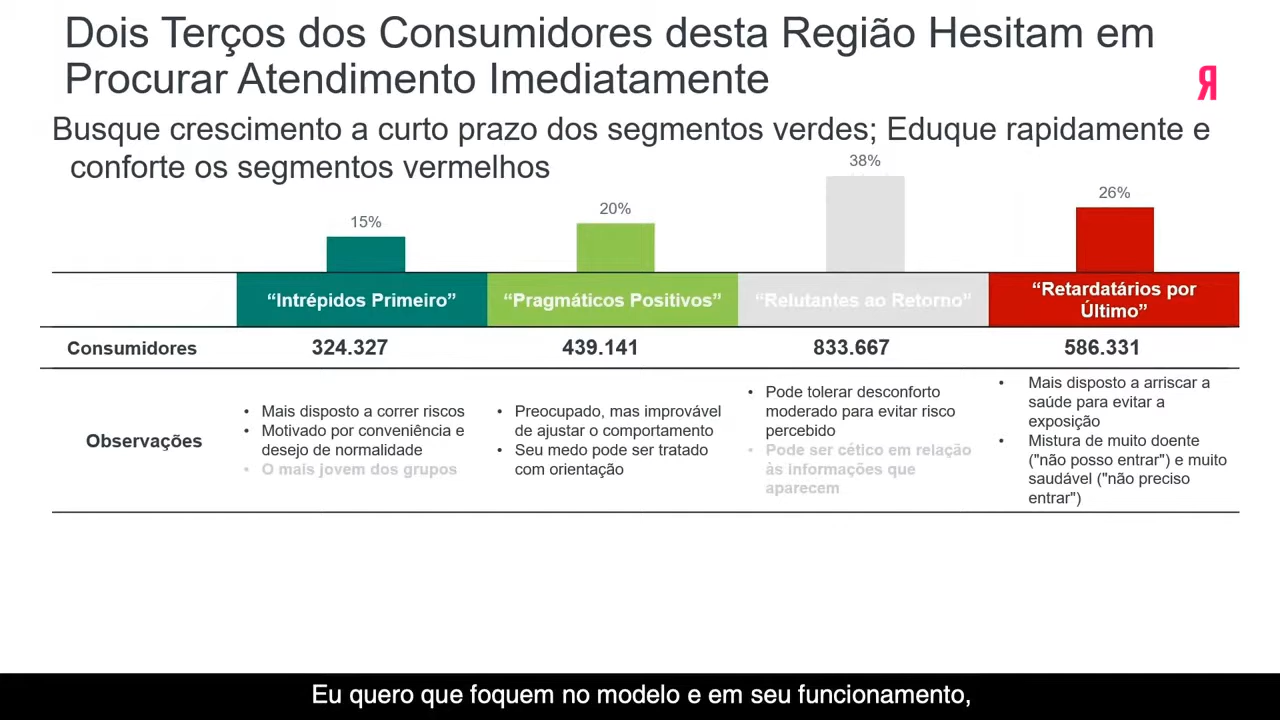 Dois Terços dos Consumidores desta Região Hesitam em
Procurar Atendimento Imediatamente
Я
Busque crescimento a curto prazo dos segmentos verdes; Eduque rapidamente e
conforte os segmentos vermelhos
15%
20%
38%
26%
“Intrépidos Primeiro”
“Pragmáticos Positivos”
“Relutantes ao Retorno”
“Retardatários por
Último”
Consumidores
324.327
439.141
833.667
586.331
Observações
• Mais disposto a correr riscos
• Motivado por conveniência e
desejo de normalidade
• O mais jovem dos grupos
• Preocupado, mas improvável
de ajustar o comportamento
• Seu medo pode ser tratado
com orientação
• Pode tolerar desconforto
moderado para evitar risco
percebido
• Pode ser cético em relação
às informações que
aparecem
• Mais disposto a arriscar a
saúde para evitar a
exposição
• Mistura de muito doente
("não posso entrar") e muito
saudável ("não preciso
entrar")
Eu quero que foquem no modelo e em seu funcionamento,